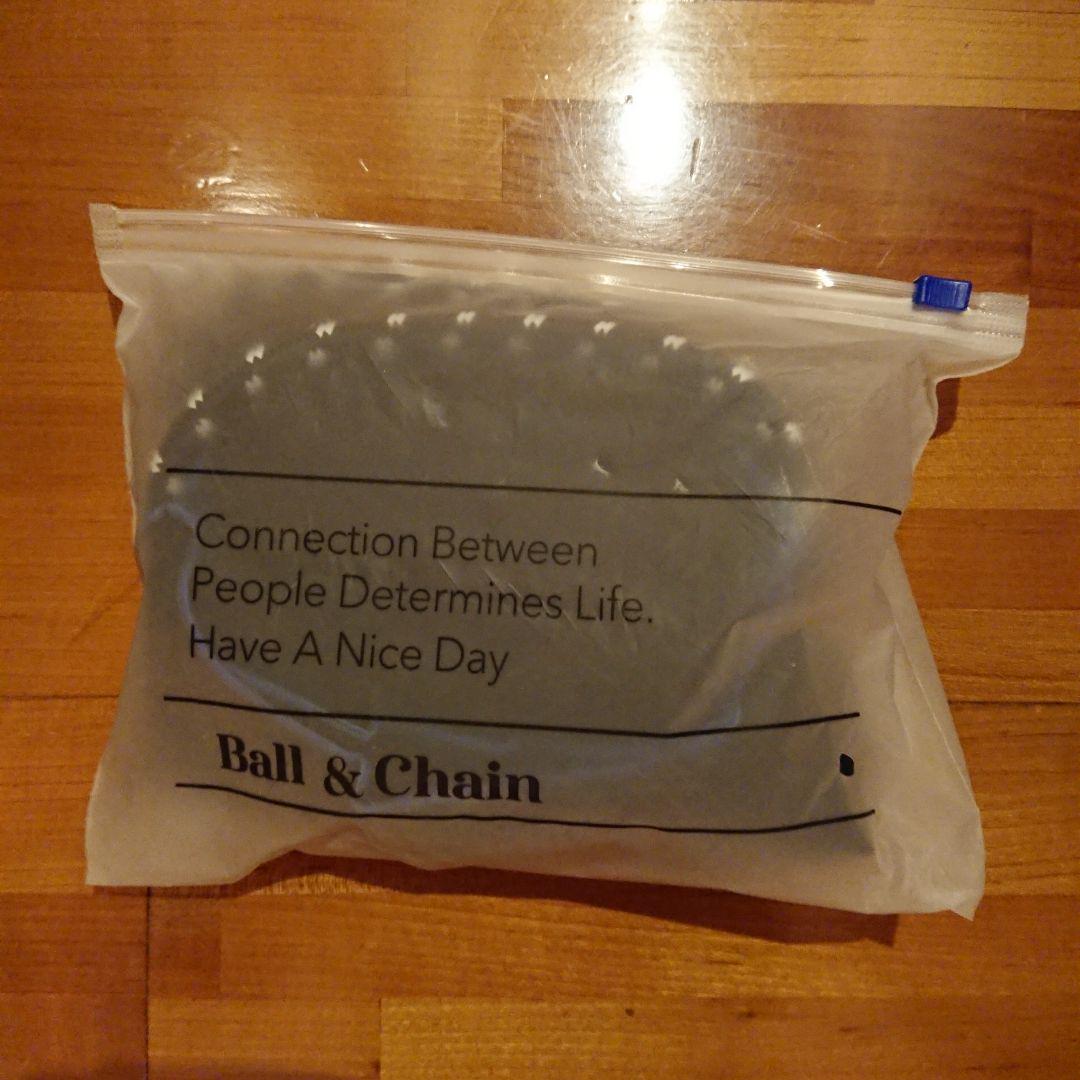 Connection Between
People Determines Life.
Have A Nice Day
Ball & Chain